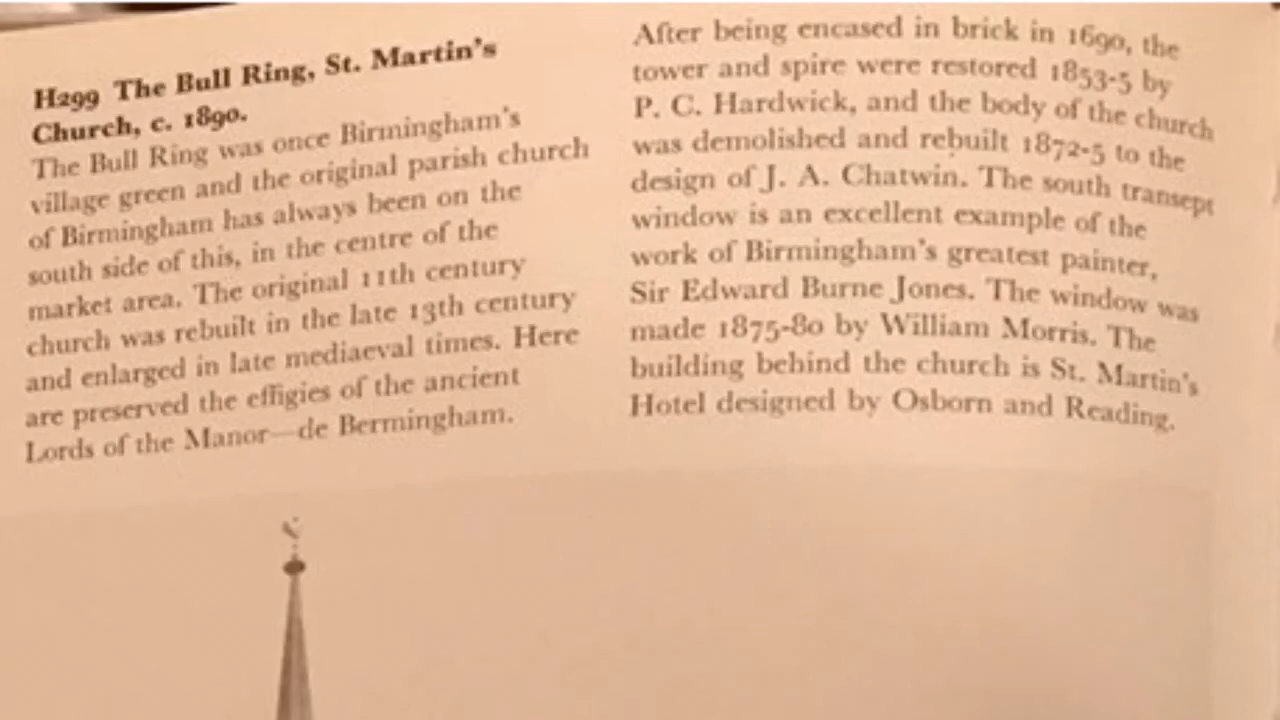 H299 The Bull Ring, St. Martin's
Church, c. 1890.
The Bull Ring was once Birmingham's
village green and the original parish church
of Birmingham has always been on the
south side of this, in the centre of the
market area. The original 11th century
church was rebuilt in the late 13th century
and enlarged in late mediaeval times. Here
are preserved the effigies of the ancient
Lords of the Manor—de Bermingham.
After being encased in brick in 1690, the
tower and spire were restored 1853-5 by
P. C. Hardwick, and the body of the church
was demolished and rebuilt 1872-5 to the
design of J. A. Chatwin. The south transept
window is an excellent example of the
work of Birmingham's greatest painter,
Sir Edward Burne Jones. The window was
made 1875-80 by William Morris. The
building behind the church is St. Martin's
Hotel designed by Osborn and Reading.